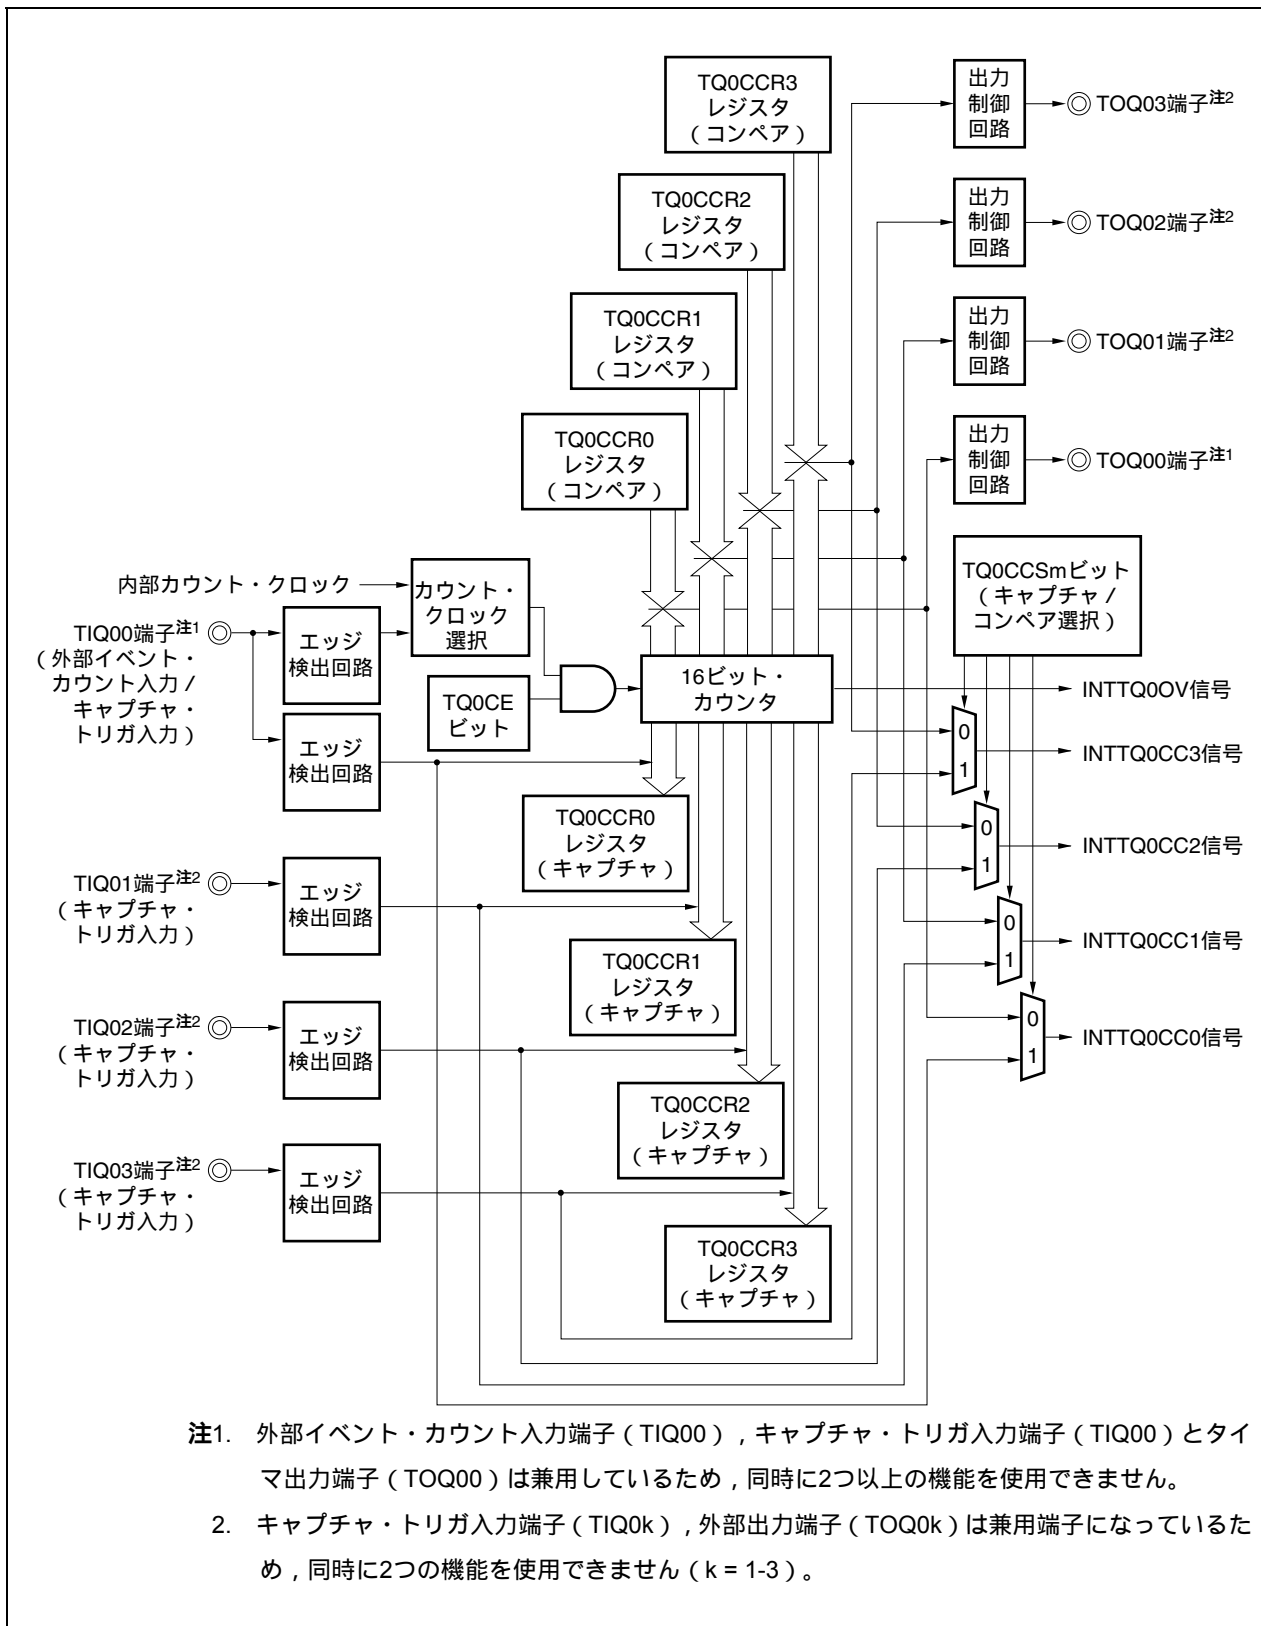 TQ0CCR3
レジスタ
（コンペア）
出力
制御
回路
TOQ03端子注2
TQ0CCR2
レジスタ
（コンペア）
出力
制御
回路
TOQ02端子注2
TQ0CCR1
レジスタ
（コンペア）
出力
制御
回路
TOQ01端子注2
TQ0CCR0
レジスタ
（コンペア）
出力
制御
回路
TOQ00端子注1
内部カウント・クロック
カウント・
クロック
選択
TQ0CCSmビット
（キャプチャ／
コンペア選択）
TIQ00端子注1
（外部イベント・
カウント入力／
キャプチャ・
トリガ入力）
エッジ
検出回路
TQ0CE
ビット
16ビット・
カウンタ
INTTQ0OV信号
エッジ
検出回路
0
1
INTTQ0CC3信号
TQ0CCR0
レジスタ
（キャプチャ）
0
1
INTTQ0CC2信号
TIQ01端子注2
（キャプチャ・
トリガ入力）
エッジ
検出回路
0
1
INTTQ0CC1信号
TQ0CCR1
レジスタ
（キャプチャ）
0
1
INTTQ0CC0信号
TIQ02端子注2
（キャプチャ・
トリガ入力）
エッジ
検出回路
TQ0CCR2
レジスタ
（キャプチャ）
TIQ03端子注2
（キャプチャ・
トリガ入力）
エッジ
検出回路
TQ0CCR3
レジスタ
（キャプチャ）
注1. 外部イベント・カウント入力端子（TIQ00），キャプチャ・トリガ入力端子（TIQ00）とタイ
マ出力端子（TOQ00）は兼用しているため，同時に2つ以上の機能を使用できません。
2. キャプチャ・トリガ入力端子（TIQ0k），外部出力端子（TOQ0k）は兼用端子になっているた
め，同時に2つの機能を使用できません（k = 1-3）。